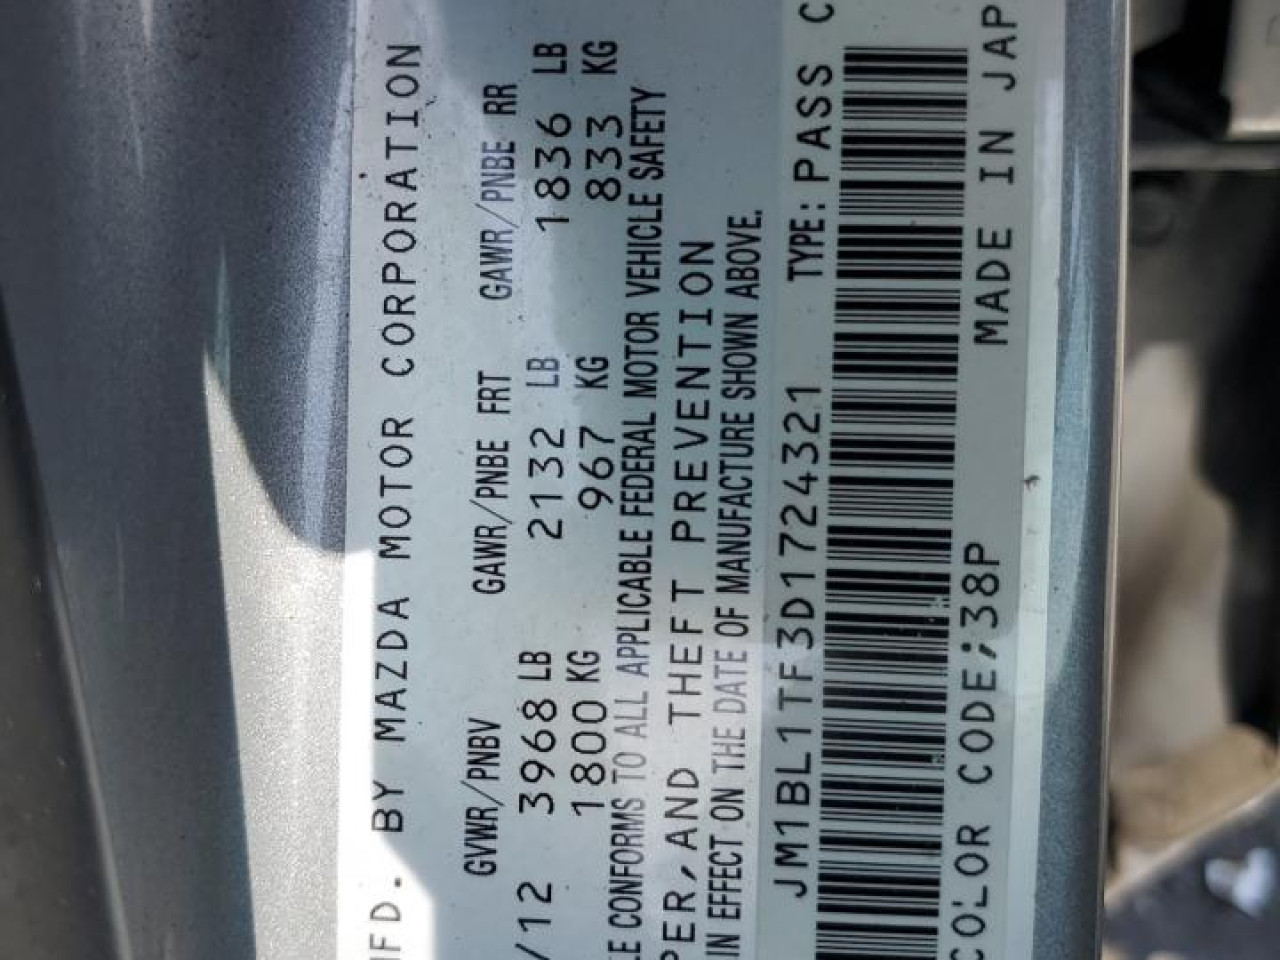 MFD. BY MAZDA MOTOR CORPORATION
GVWR/PNBV GAWR/PNBE FRT GAWR/PNBE RR
/12 3968 LB 2132 LB 1836 LB
1800 KG 967 KG 833 KG
LE CONFORMS TO ALL APPLICABLE FEDERAL MOTOR VEHICLE SAFETY
PER,AND THEFT PREVENTION
IN EFFECT ON THE DATE OF MANUFACTURE SHOWN ABOVE.
JM1BL1TF3D1724321 TYPE: PASS C
COLOR CODE;38P MADE IN JAP